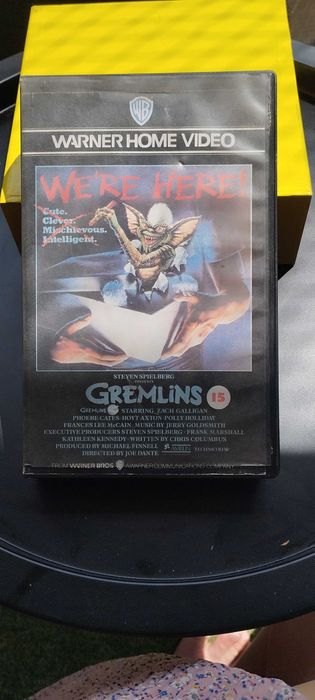 WB
WARNER HOME VIDEO
WE'RE HERE!
Cute.
Clever.
Mischievous.
Intelligent.
STEVEN SPIELBERG
PRESENTS
GREMLINS 15
GREMLINS STARRING ZACH GALLIGAN
PHOEBE CATES · HOYT AXTON · POLLY HOLLIDAY
FRANCES LEE McCAIN · MUSIC BY JERRY GOLDSMITH
EXECUTIVE PRODUCERS STEVEN SPIELBERG · FRANK MARSHALL
KATHLEEN KENNEDY · WRITTEN BY CHRIS COLUMBUS
PRODUCED BY MICHAEL FINNELL
TECHNICOLOR
DIRECTED BY JOE DANTE
FROM WARNER BROS A WARNER COMMUNICATIONS COMPANY